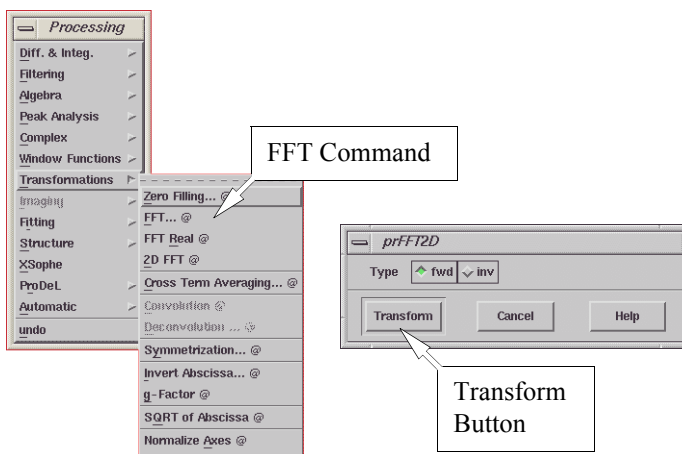 Processing
Diff. & Integ.
Filtering
Algebra
Peak Analysis
Complex
Window Functions
Transformations
Imaging
Fitting
Structure
XSophe
ProDeL
Automatic
undo
Zero Filling... @
FFT... @
FFT Real @
2D FFT @
Cross Term Averaging... @
Convolution @
Deconvolution ... @
Symmetrization... @
Invert Abscissa... @
g-Factor @
SQRT of Abscissa @
Normalize Axes @
FFT Command
prFFT2D
Type fwd inv
Transform Cancel Help
Transform
Button